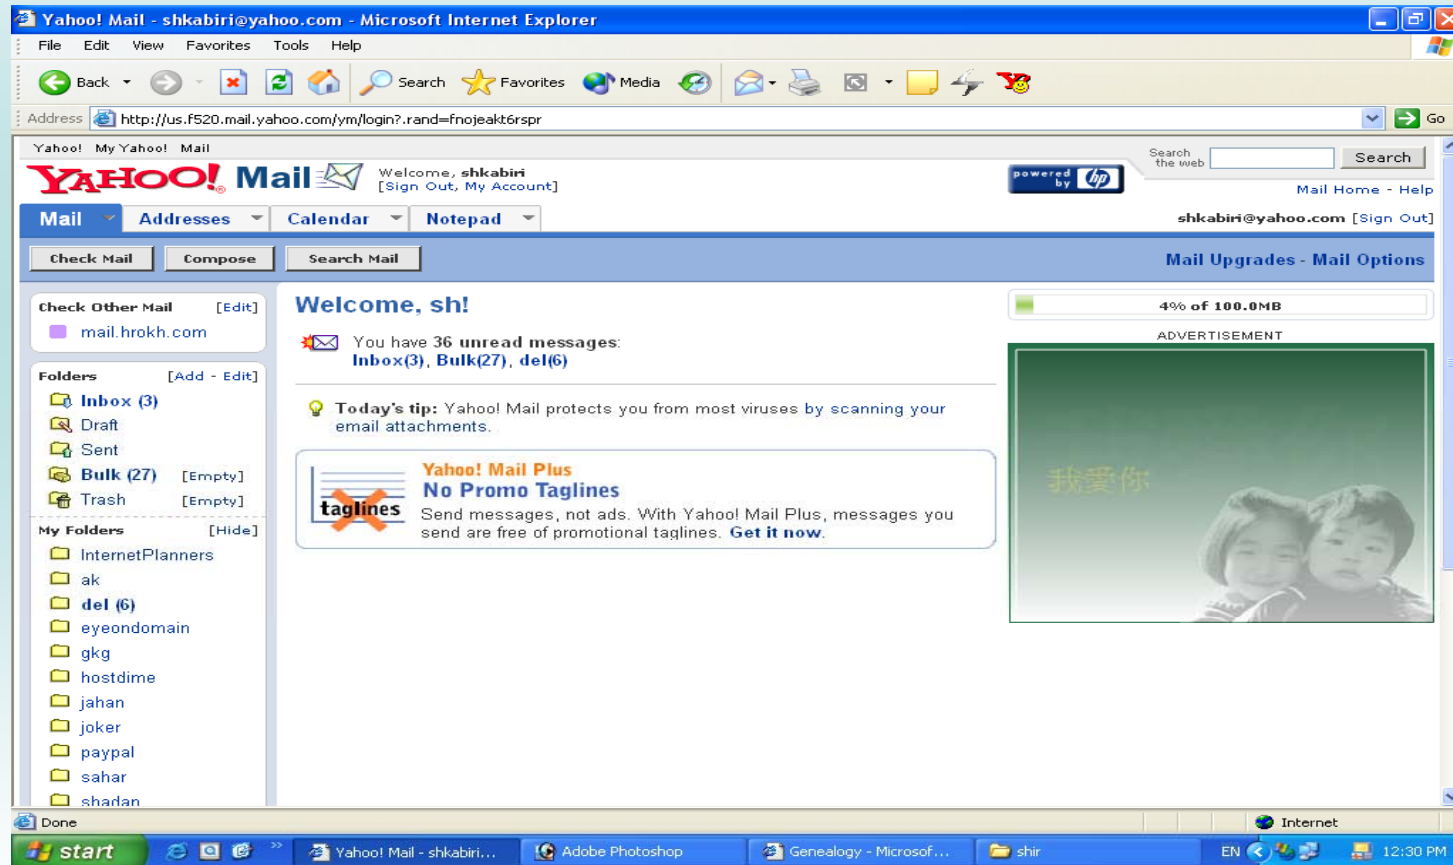 Yahoo! Mail - shkabiri@yahoo.com - Microsoft Internet Explorer
File Edit View Favorites Tools Help
Back Search Favorites Media
Address http://us.f520.mail.yahoo.com/ym/login?.rand=fnojeakt6rspr Go
Yahoo! My Yahoo! Mail
YAHOO! Mail
Welcome, shkabiri
[Sign Out, My Account]
powered by hp
Search the web Search
Mail Home - Help
Mail Addresses Calendar Notepad
shkabiri@yahoo.com [Sign Out]
Check Mail Compose Search Mail
Mail Upgrades - Mail Options
Check Other Mail [Edit]
mail.hrokh.com
Folders [Add - Edit]
Inbox (3)
Draft
Sent
Bulk (27) [Empty]
Trash [Empty]
My Folders [Hide]
InternetPlanners
ak
del (6)
eyeondomain
gkg
hostdime
jahan
joker
paypal
sahar
shadan
Welcome, sh!
You have 36 unread messages:
Inbox(3), Bulk(27), del(6)
Today's tip: Yahoo! Mail protects you from most viruses by scanning your
email attachments.
taglines
Yahoo! Mail Plus
No Promo Taglines
Send messages, not ads. With Yahoo! Mail Plus, messages you
send are free of promotional taglines. Get it now.
4% of 100.0MB
ADVERTISEMENT
我愛你
Done
Internet
start
Yahoo! Mail - shkabiri...
Adobe Photoshop
Genealogy - Microsof...
shir
EN
12:30 PM